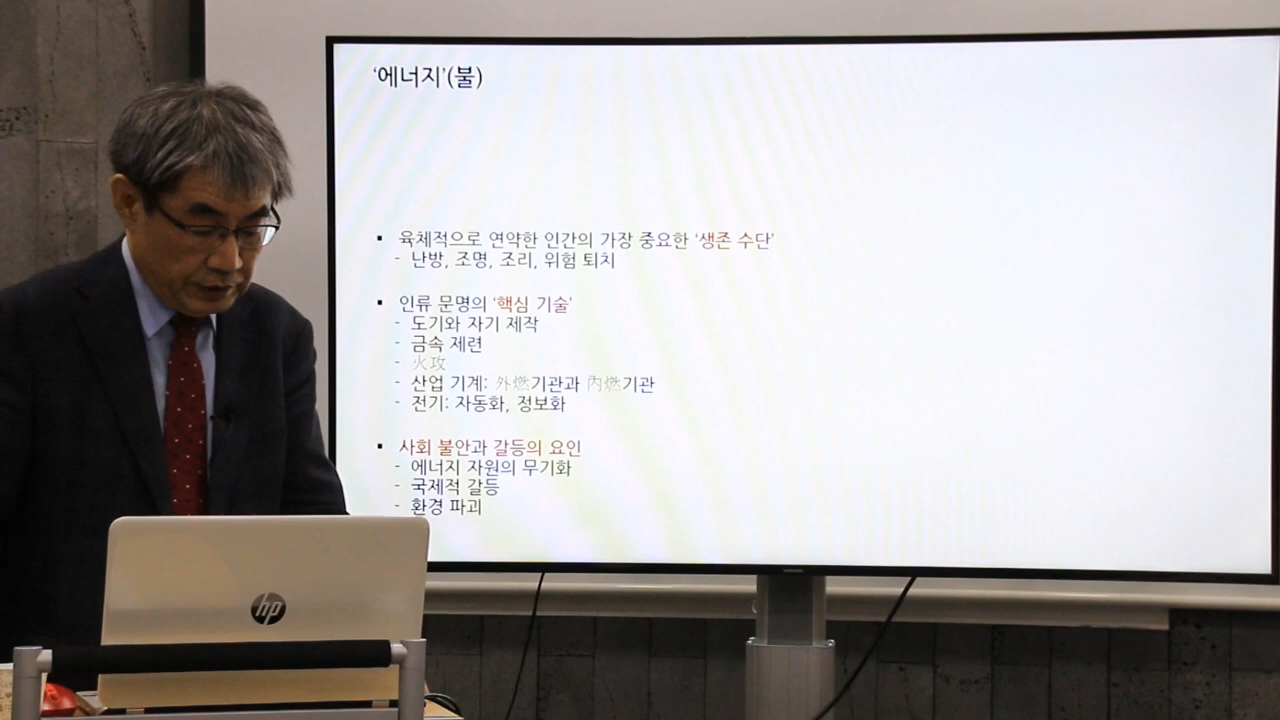 ‘에너지’(불)
▪ 육체적으로 연약한 인간의 가장 중요한 ‘생존 수단’
- 난방, 조명, 조리, 위험 퇴치
▪ 인류 문명의 ‘핵심 기술’
- 도기와 자기 제작
- 금속 제련
- 火攻
- 산업 기계: 外燃기관과 內燃기관
- 전기: 자동화, 정보화
▪ 사회 불안과 갈등의 요인
- 에너지 자원의 무기화
- 국제적 갈등
- 환경 파괴
SAMSUNG
hp